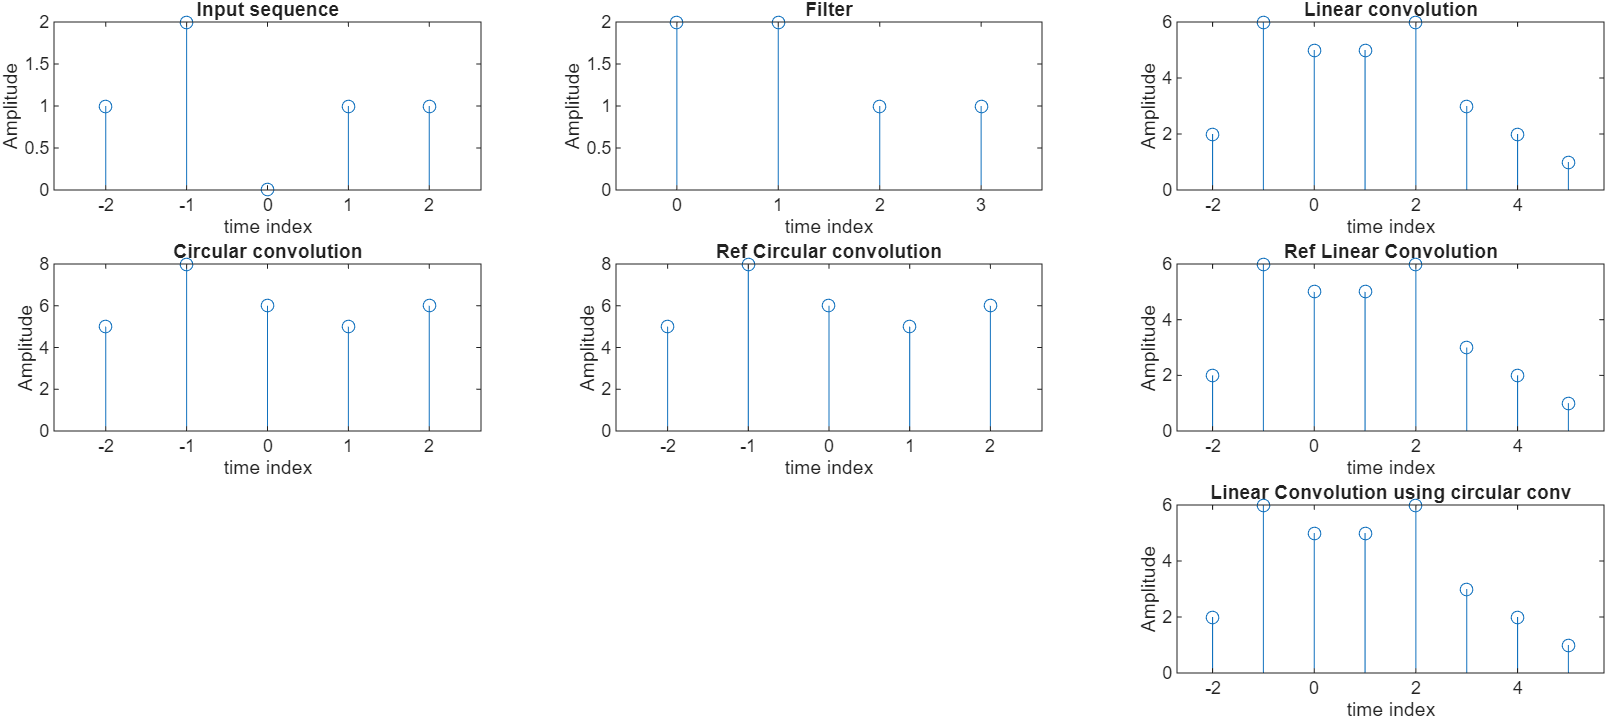 Input sequence
2
1.5
1
0.5
0
Amplitude
-2 -1 0 1 2
time index
Filter
2
1.5
1
0.5
0
Amplitude
0 1 2 3
time index
Linear convolution
6
4
2
0
Amplitude
-2 0 2 4
time index
Circular convolution
8
6
4
2
0
Amplitude
-2 -1 0 1 2
time index
Ref Circular convolution
8
6
4
2
0
Amplitude
-2 -1 0 1 2
time index
Ref Linear Convolution
6
4
2
0
Amplitude
-2 0 2 4
time index
Linear Convolution using circular conv
6
4
2
0
Amplitude
-2 0 2 4
time index